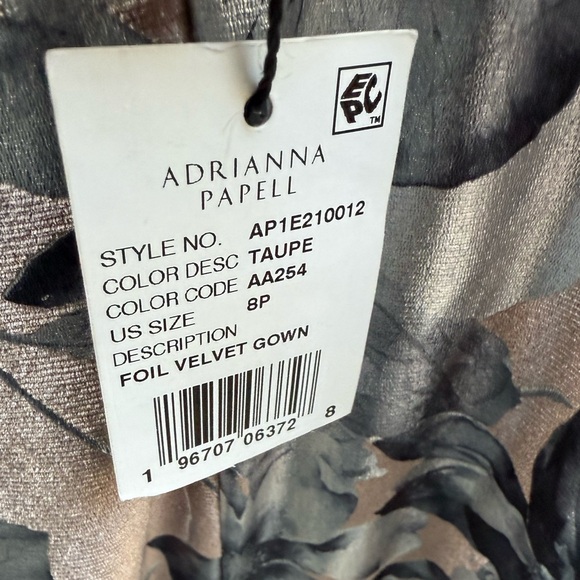 EPC
TM
ADRIANNA
PAPELL
STYLE NO. AP1E210012
COLOR DESC TAUPE
COLOR CODE AA254
US SIZE 8P
DESCRIPTION
FOIL VELVET GOWN
1 96707 06372 8